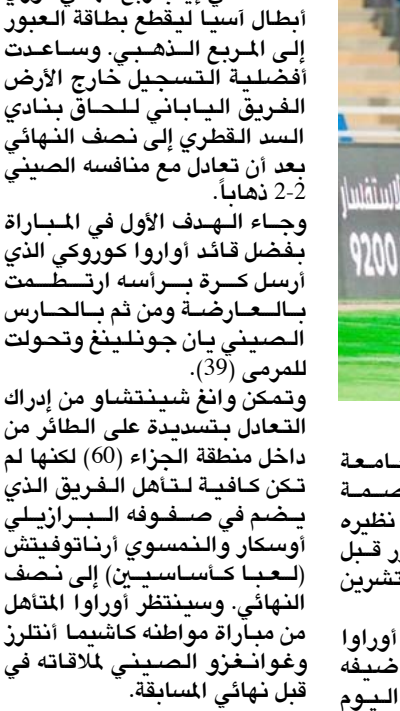 أبطال آسيا ليقطع بطاقة العبور
إلى المربع الذهبي. وساعدت
أفضلية التسجيل خارج الأرض
الفريق الياباني للحاق بنادي
السد القطري إلى نصف النهائي
بعد أن تعادل مع منافسه الصيني
2-2 ذهاباً.
وجاء الهدف الأول في المباراة
بفضل قائد أواروا كوروكي الذي
أرسل كرة برأسه ارتطمت
بالعارضة ومن ثم بالحارس
الصيني يان جونلينغ وتحولت
للمرمى (39).
وتمكن وانغ شينتشاو من إدراك
التعادل بتسديدة على الطائر من
داخل منطقة الجزاء (60) لكنها لم
تكن كافية لتأهل الفريق الذي
يضم في صفوفه البرازيلي
أوسكار والنمسوي أرناتوفيتش
(لعبا كأساسيين) إلى نصف
النهائي. وسينتظر أوراوا المتأهل
من مباراة مواطنه كاشيما أنتلرز
وغوانغزو الصيني لملاقاته في
قبل نهائي المسابقة.
لاستفسار
9200
نظيره
ور قبل
تشرين
أوراوا
ضيفه
اليوم